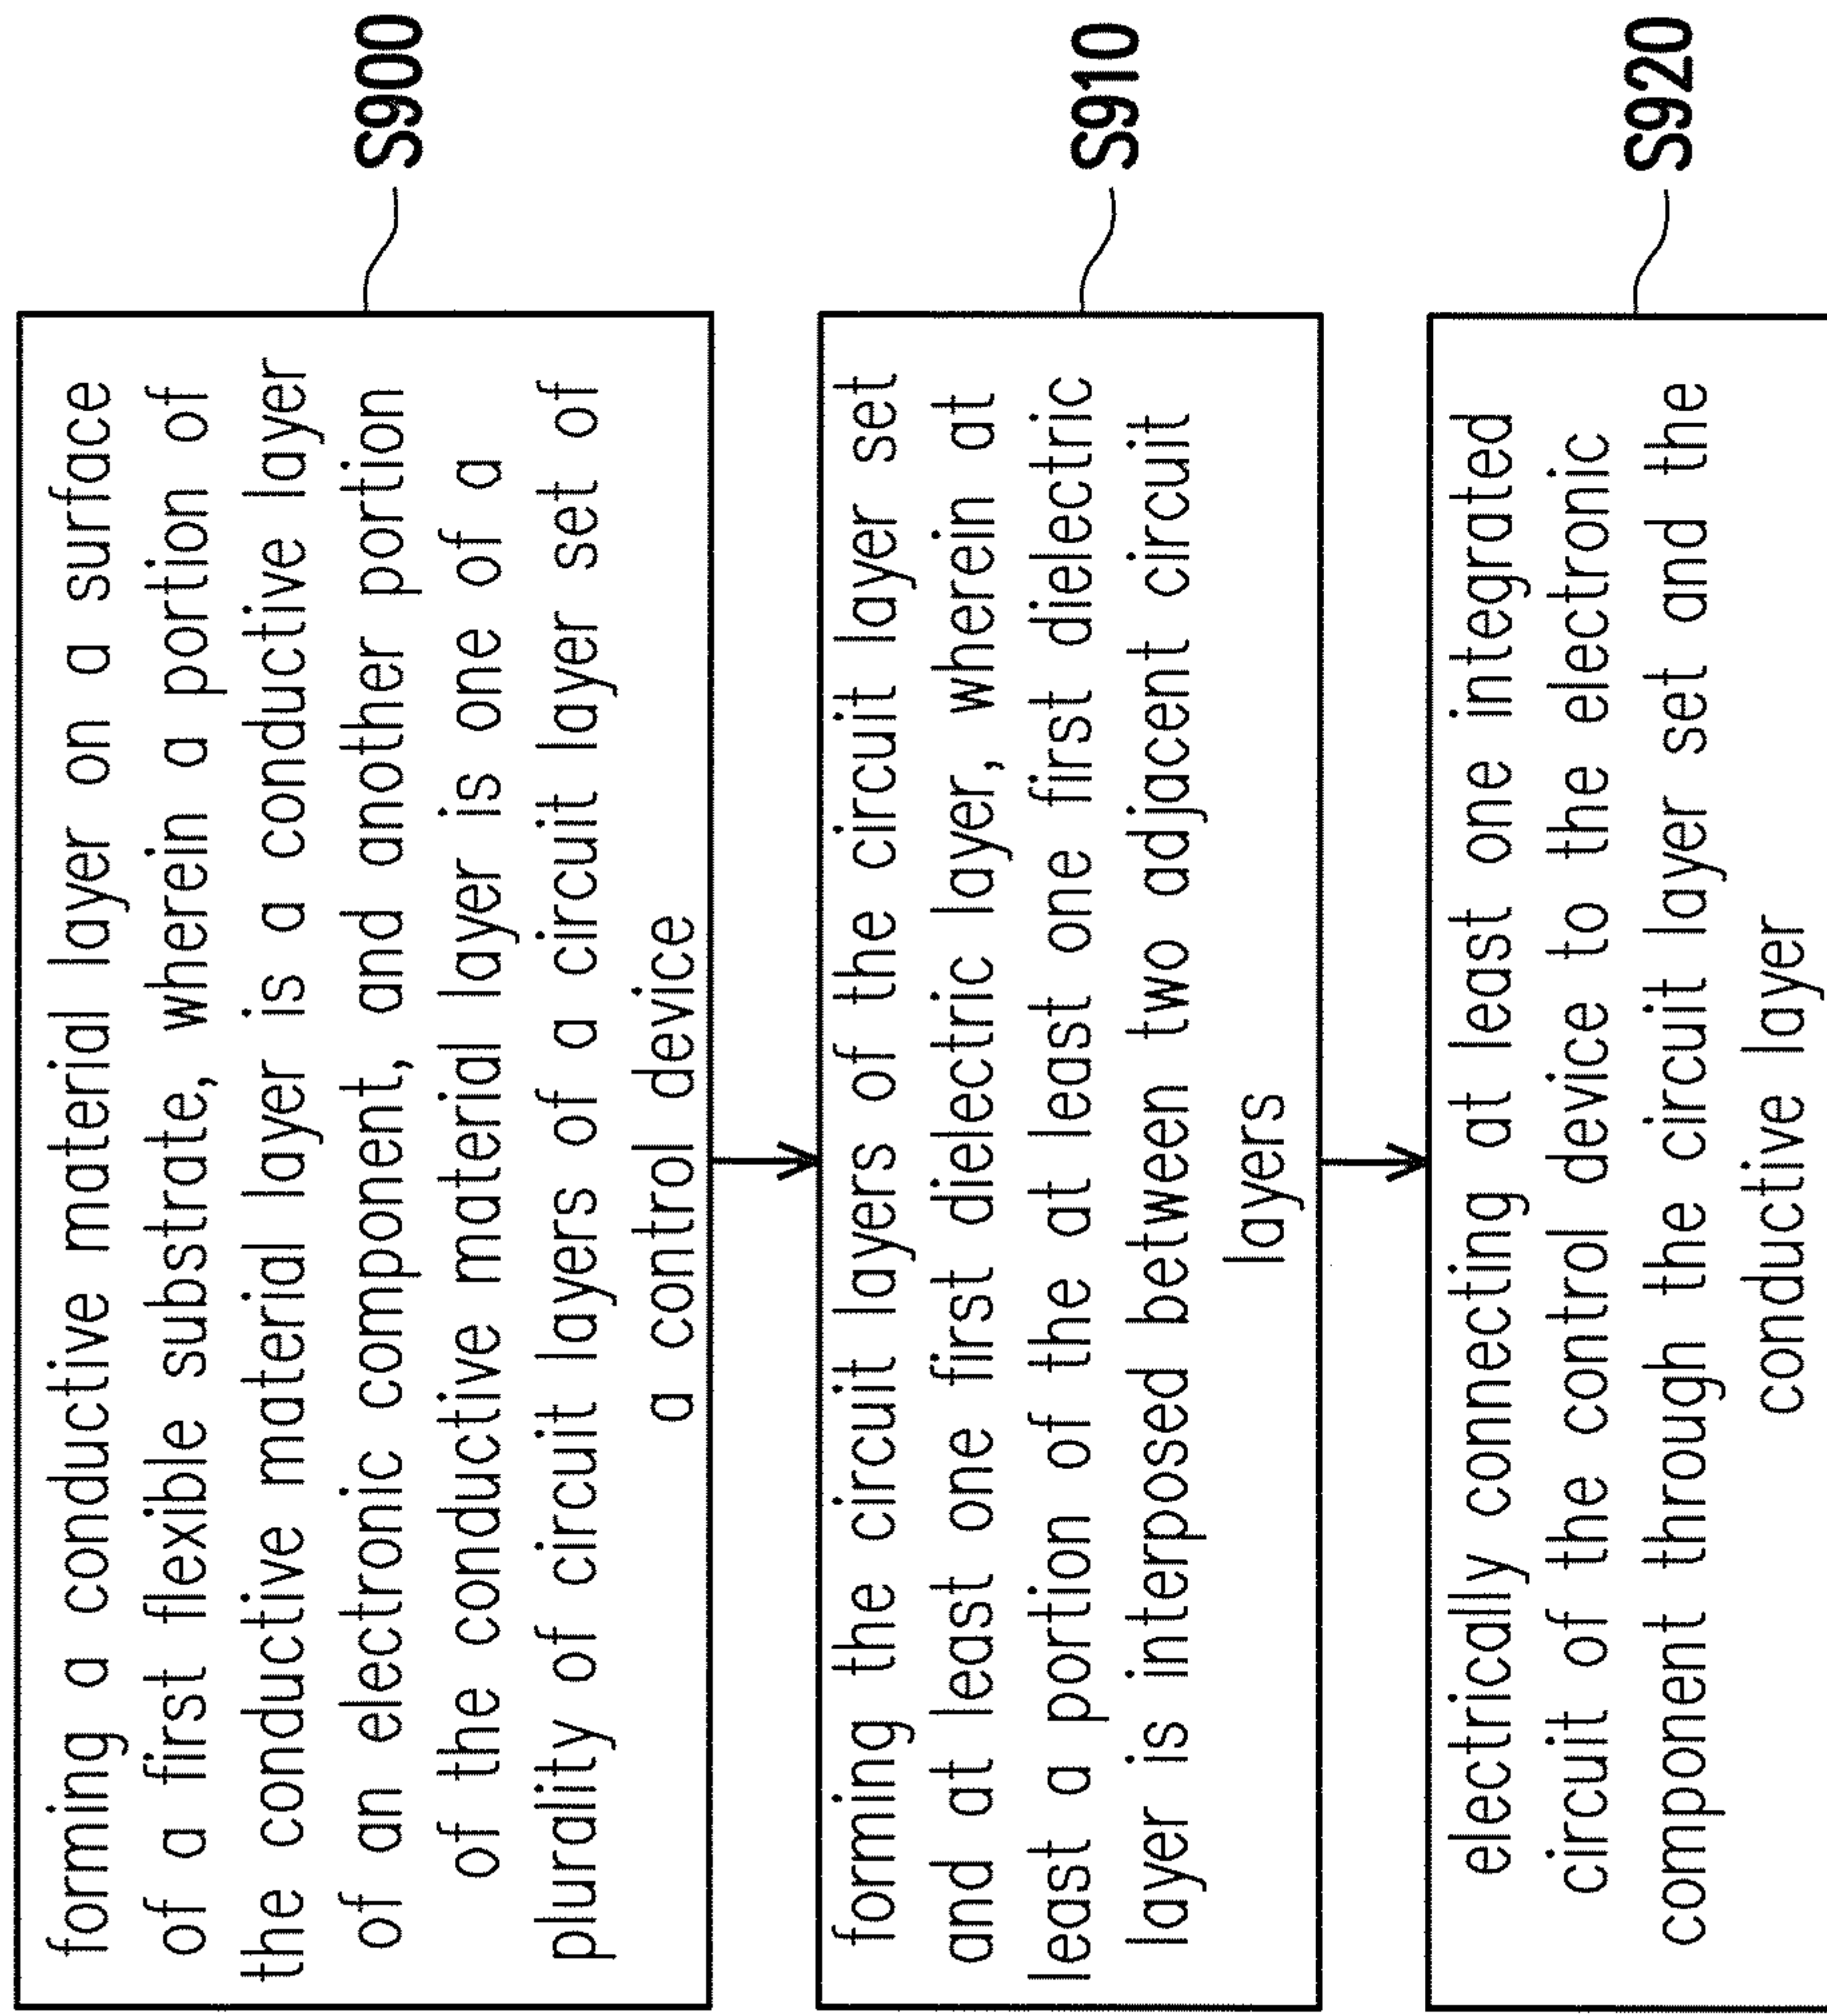 forming a conductive material layer on a surface
of a first flexible substrate, wherein a portion of
the conductive material layer is a conductive layer
of an electronic component, and another portion
of the conductive material layer is one of a
plurality of circuit layers of a circuit layer set of
a control device
S900
forming the circuit layers of the circuit layer set
and at least one first dielectric layer, wherein at
least a portion of the at least one first dielectric
layer is interposed between two adjacent circuit
layers
S910
electrically connecting at least one integrated
circuit of the control device to the electronic
component through the circuit layer set and the
conductive layer
S920